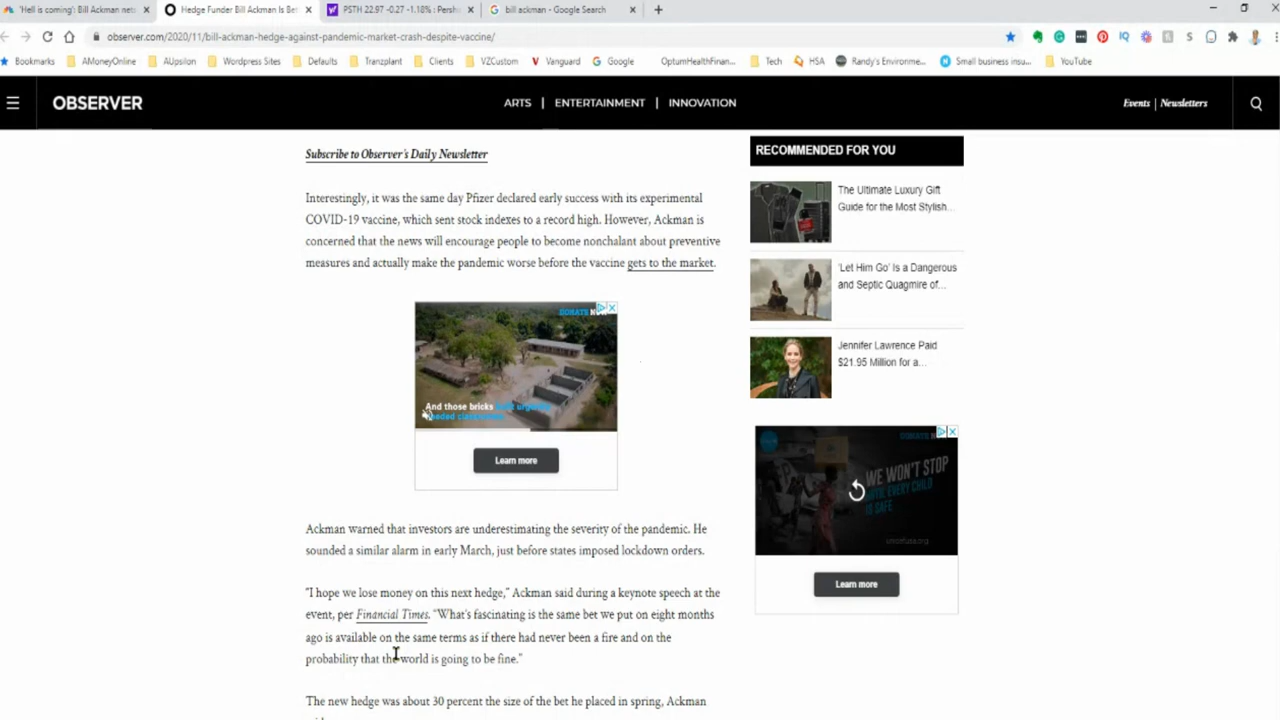 'Hell is coming': Bill Ackman net
Hedge Funder Bill Ackman Is Be
PSTH 22.97 -0.27 -1.18% : Persh
bill ackman - Google Search
observer.com/2020/11/bill-ackman-hedge-against-pandemic-market-crash-despite-vaccine/
Bookmarks
AMoneyOnline
AUpsilon
Wordpress Sites
Defaults
Tranzplant
Clients
VZCustom
Vanguard
Google
OptumHealthFinan...
Tech
HSA
Randy's Environme...
Small business insu...
YouTube
OBSERVER
ARTS | ENTERTAINMENT | INNOVATION
Events | Newsletters
Subscribe to Observer's Daily Newsletter
Interestingly, it was the same day Pfizer declared early success with its experimental
COVID-19 vaccine, which sent stock indexes to a record high. However, Ackman is
concerned that the news will encourage people to become nonchalant about preventive
measures and actually make the pandemic worse before the vaccine gets to the market.
DONATE NOW
And those bricks
Learn more
Ackman warned that investors are underestimating the severity of the pandemic. He
sounded a similar alarm in early March, just before states imposed lockdown orders.
"I hope we lose money on this next hedge," Ackman said during a keynote speech at the
event, per Financial Times. "What's fascinating is the same bet we put on eight months
ago is available on the same terms as if there had never been a fire and on the
probability that the world is going to be fine."
The new hedge was about 30 percent the size of the bet he placed in spring, Ackman
RECOMMENDED FOR YOU
The Ultimate Luxury Gift
Guide for the Most Stylish...
'Let Him Go' Is a Dangerous
and Septic Quagmire of...
Jennifer Lawrence Paid
$21.95 Million for a...
WE WON'T STOP
UNTIL EVERY CHILD
IS SAFE
unicefusa.org
Learn more